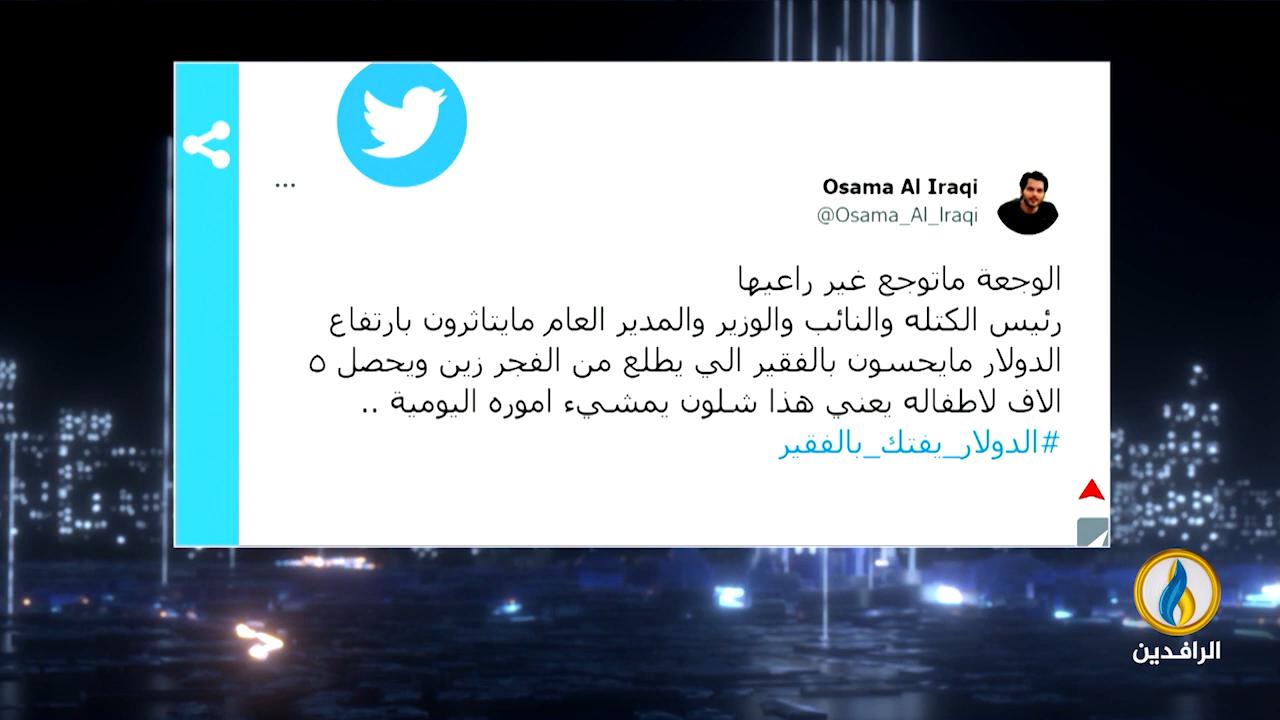 Osama Al Iraqi
@Osama_Al_Iraqi
الوجعة ماتوجع غير راعيها
رئيس الكتله والنائب والوزير والمدير العام مايتاثرون بارتفاع
الدولار مايحسون بالفقير الي يطلع من الفجر زين ويحصل ٥
الاف لاطفاله يعني هذا شلون يمشيء اموره اليومية ..
#الدولار_يفتك_بالفقير
الرافدين